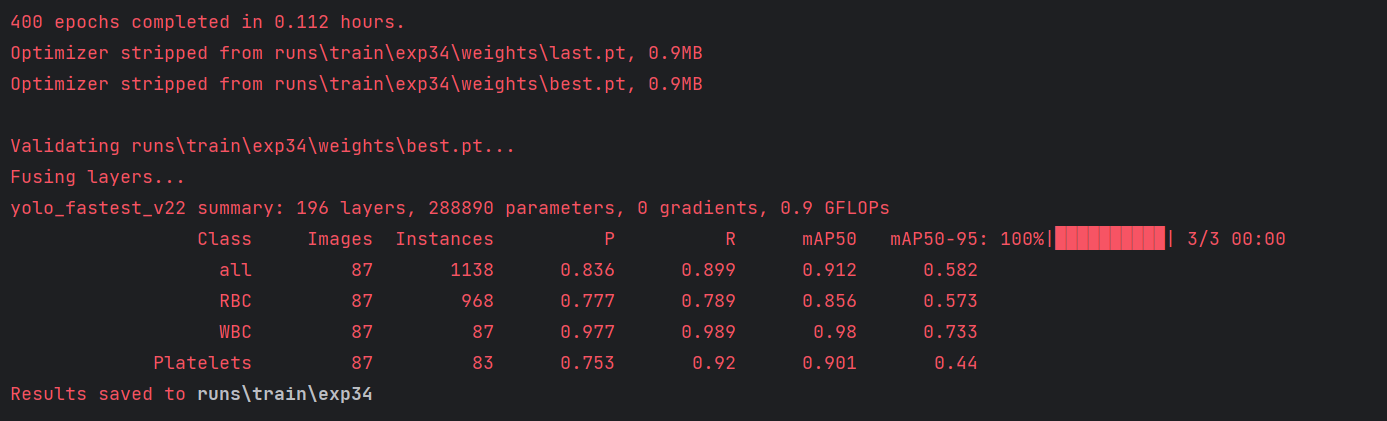 400 epochs completed in 0.112 hours.
Optimizer stripped from runs\train\exp34\weights\last.pt, 0.9MB
Optimizer stripped from runs\train\exp34\weights\best.pt, 0.9MB
Validating runs\train\exp34\weights\best.pt...
Fusing layers...
yolo_fastest_v22 summary: 196 layers, 288890 parameters, 0 gradients, 0.9 GFLOPs
Class Images Instances P R mAP50 mAP50-95: 100%|██████████| 3/3 00:00
all 87 1138 0.836 0.899 0.912 0.582
RBC 87 968 0.777 0.789 0.856 0.573
WBC 87 87 0.977 0.989 0.98 0.733
Platelets 87 83 0.753 0.92 0.901 0.44
Results saved to runs\train\exp34